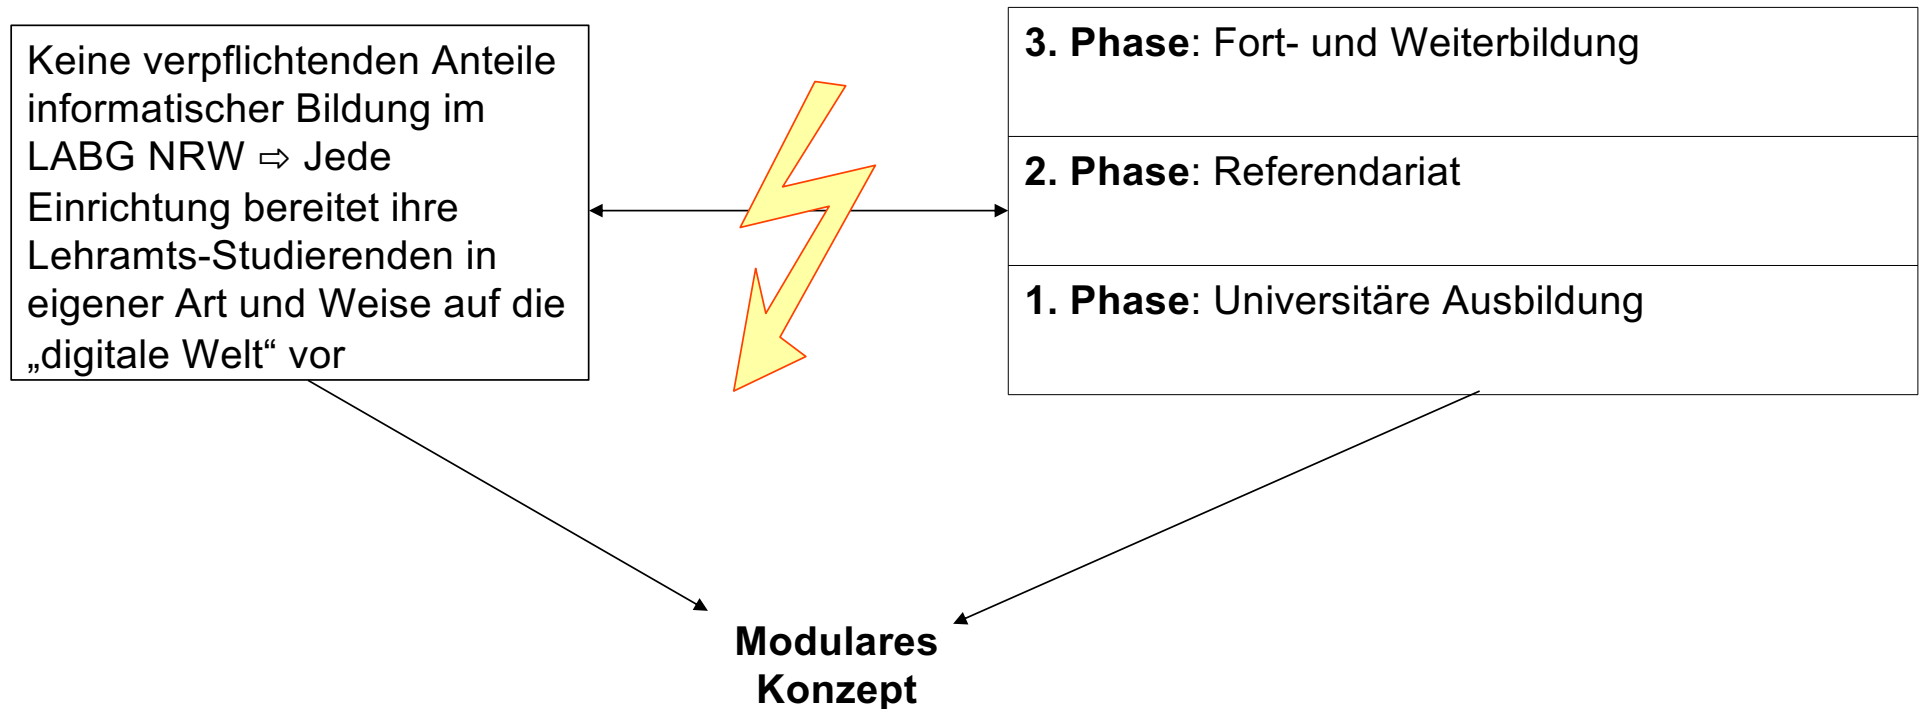 Keine verpflichtenden Anteile
informatischer Bildung im
LABG NRW ⇨ Jede
Einrichtung bereitet ihre
Lehramts-Studierenden in
eigener Art und Weise auf die
„digitale Welt“ vor
3. Phase: Fort- und Weiterbildung
2. Phase: Referendariat
1. Phase: Universitäre Ausbildung
Modulares
Konzept